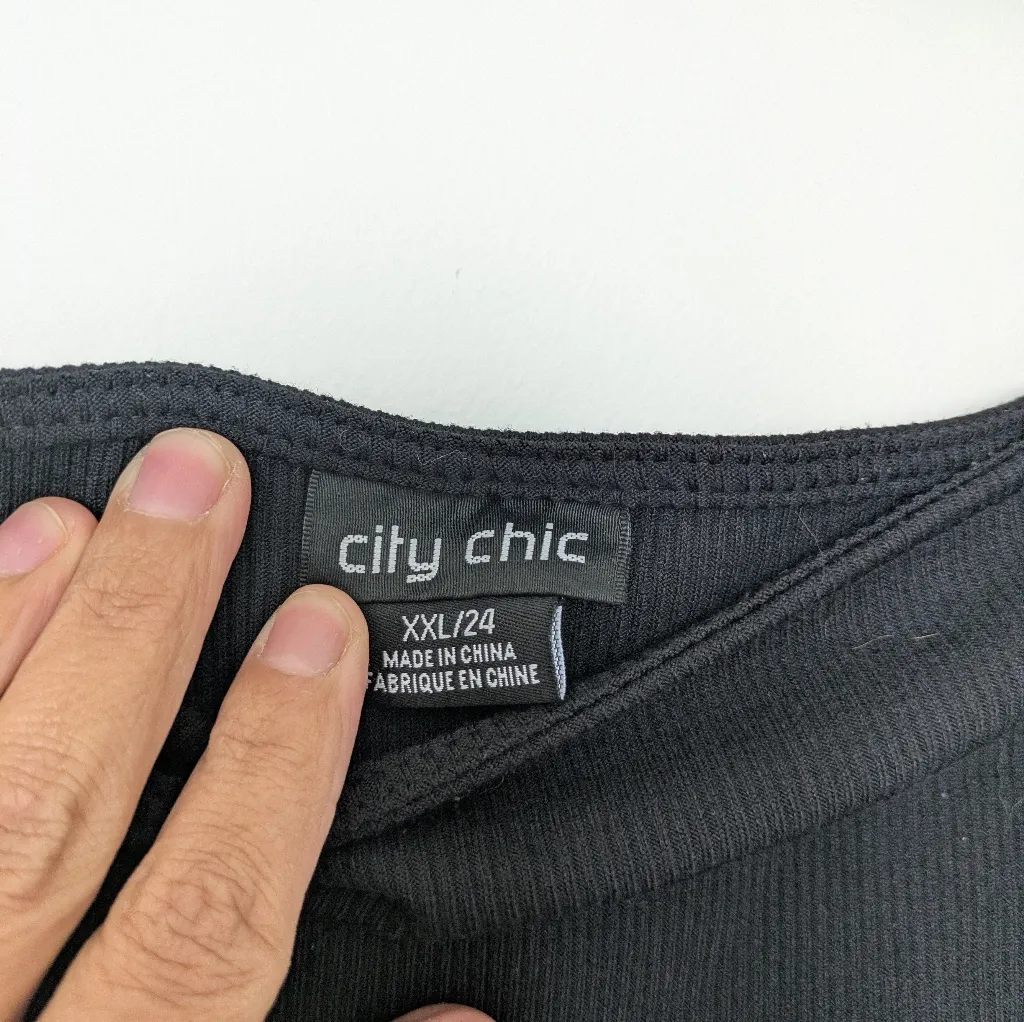 city chic
XXL/24
MADE IN CHINA
FABRIQUE EN CHINE